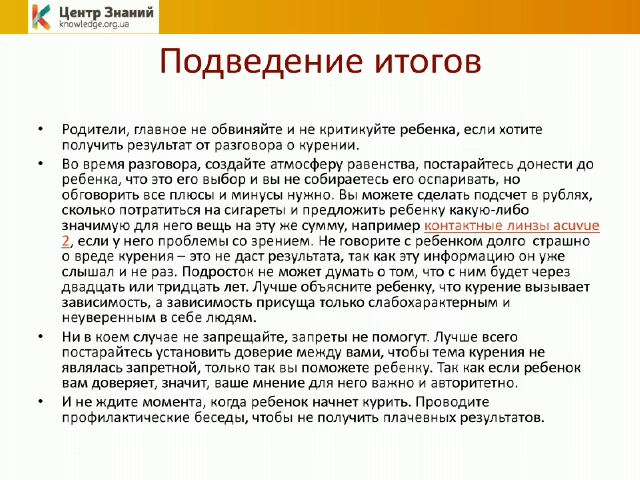 Центр Знаний
knowledge.org.ua
Подведение итогов
• Родители, главное не обвиняйте и не критикуйте ребенка, если хотите
получить результат от разговора о курении.
• Во время разговора, создайте атмосферу равенства, постарайтесь донести до
ребенка, что это его выбор и вы не собираетесь его оспаривать, но
обговорить все плюсы и минусы нужно. Вы можете сделать подсчет в рублях,
сколько потратиться на сигареты и предложить ребенку какую-либо
значимую для него вещь на эту же сумму, например контактные линзы acuvue
2, если у него проблемы со зрением. Не говорите с ребенком долго страшно
о вреде курения – это не даст результата, так как эту информацию он уже
слышал и не раз. Подросток не может думать о том, что с ним будет через
двадцать или тридцать лет. Лучше объясните ребенку, что курение вызывает
зависимость, а зависимость присуща только слабохарактерным и
неуверенным в себе людям.
• Ни в коем случае не запрещайте, запреты не помогут. Лучше всего
постарайтесь установить доверие между вами, чтобы тема курения не
являлась запретной, только так вы поможете ребенку. Так как если ребенок
вам доверяет, значит, ваше мнение для него важно и авторитетно.
• И не ждите момента, когда ребенок начнет курить. Проводите
профилактические беседы, чтобы не получить плачевных результатов.